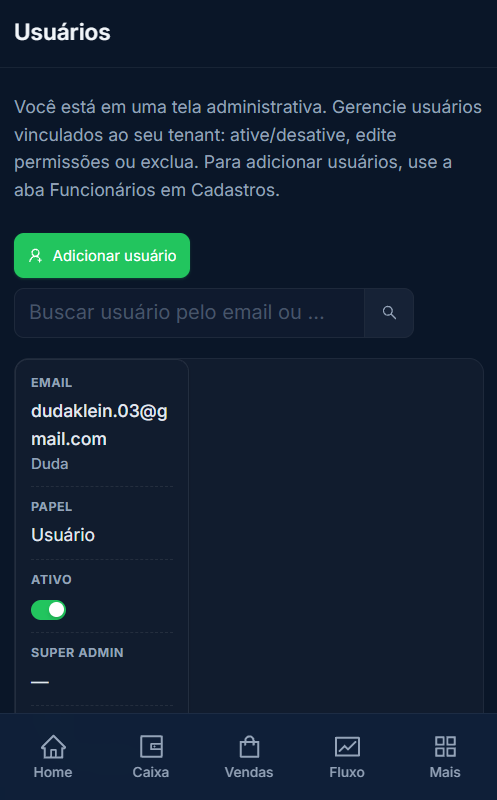 Usuários
Você está em uma tela administrativa. Gerencie usuários
vinculados ao seu tenant: ative/desative, edite
permissões ou exclua. Para adicionar usuários, use a
aba Funcionários em Cadastros.
Adicionar usuário
Buscar usuário pelo email ou ...
EMAIL
dudaklein.03@g
mail.com
Duda
PAPEL
Usuário
ATIVO
SUPER ADMIN
—
Home Caixa Vendas Fluxo Mais